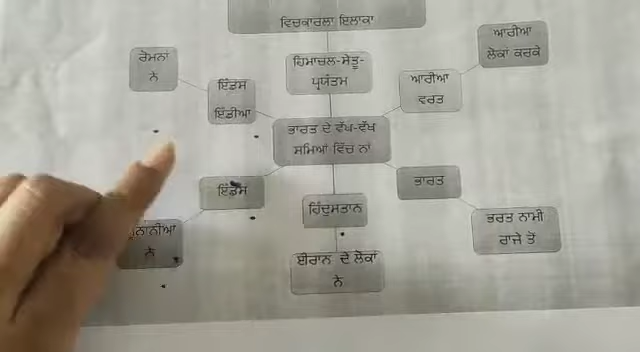 ਵਿਚਕਾਰਲਾ ਇਲਾਕਾ
ਰੋਮਨਾਂ
ਨੇ
ਇੰਡਸ
ਇੰਡੀਆ
ਹਿਮਾਚਲ-ਸੇਤੂ-
ਪ੍ਰਯੰਤਮ
ਆਰੀਆ
ਵਰਤ
ਆਰੀਆ
ਲੋਕਾਂ ਕਰਕੇ
ਭਾਰਤ ਦੇ ਵੱਖ-ਵੱਖ
ਸਮਿਆਂ ਵਿੱਚ ਨਾਂ
ਇੰਡੋਸ
ਨੇ
ਹਿੰਦੁਸਤਾਨ
ਈਰਾਨ ਦੇ ਲੋਕਾਂ
ਨੇ
ਭਾਰਤ
ਭਰਤ ਨਾਮੀ
ਰਾਜੇ ਤੋਂ